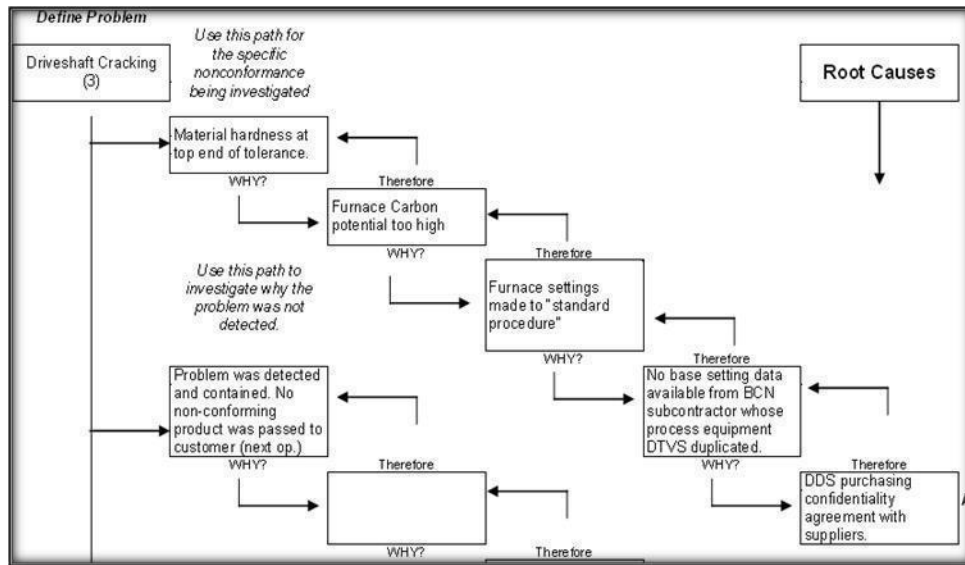 Define Problem
Driveshaft Cracking
(3)
Use this path for
the specific
nonconformance
being investigated
Root Causes
Material hardness at
top end of tolerance.
WHY?
Therefore
Furnace Carbon
potential too high
WHY?
Therefore
Use this path to
investigate why the
problem was not
detected.
Furnace settings
made to "standard
procedure"
WHY?
Therefore
Problem was detected
and contained. No
non-conforming
product was passed to
customer (next op.)
No base setting data
available from BCN
subcontractor whose
process equipment
DTVS duplicated.
WHY?
Therefore
WHY?
Therefore
DDS purchasing
confidentiality
agreement with
suppliers.
WHY?
Therefore